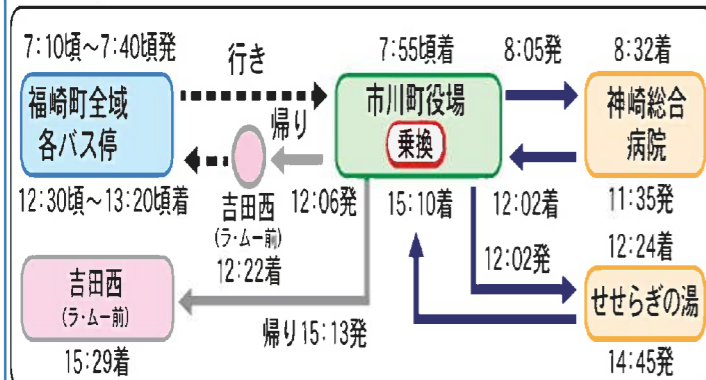 7:10頃～7:40頃発
行き
7:55頃着
8:05発
8:32着
福崎町全域
各バス停
市川町役場
乗換
神崎総合
病院
帰り
12:30頃～13:20頃着
吉田西
(ラ・ムー前)
12:22着
12:06発
15:10着
12:02着
11:35発
12:02発
12:24着
吉田西
(ラ・ムー前)
せせらぎの湯
15:29着
帰り15:13発
14:45発